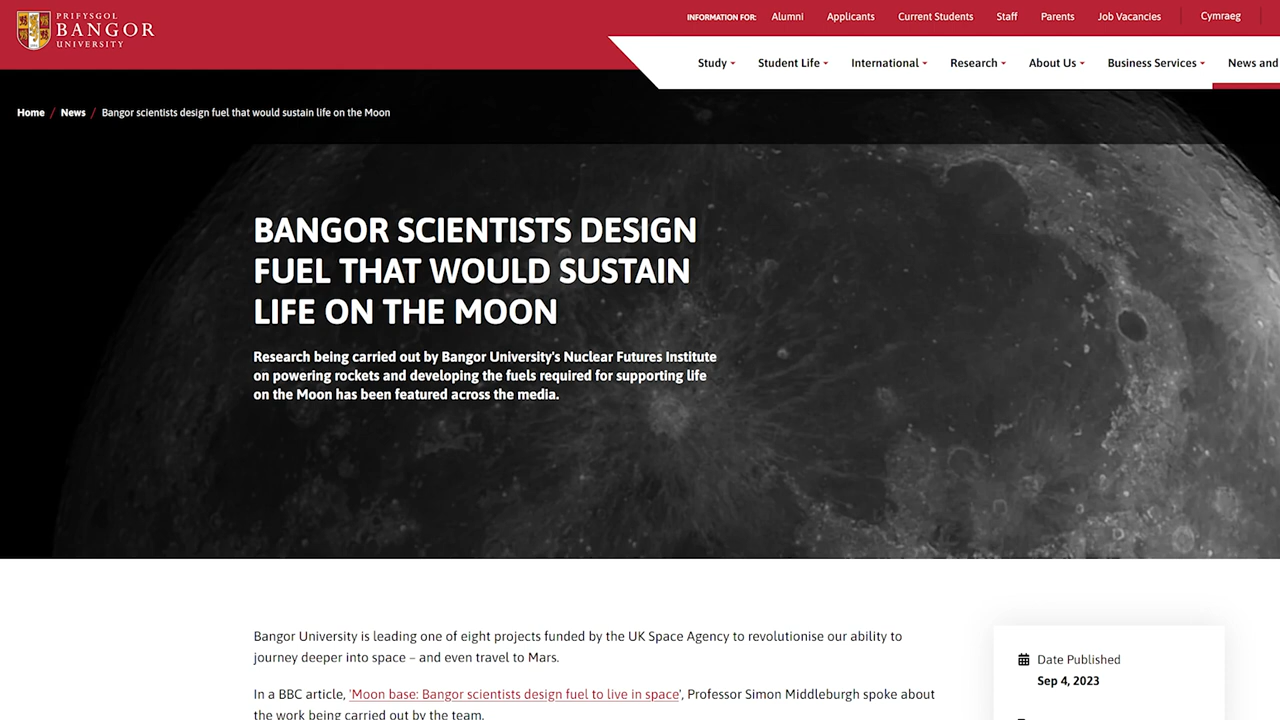 PRIFYSGOL
BANGOR
UNIVERSITY
INFORMATION FOR: Alumni Applicants Current Students Staff Parents Job Vacancies Cymraeg
Study Student Life International Research About Us Business Services News and
Home / News / Bangor scientists design fuel that would sustain life on the Moon
BANGOR SCIENTISTS DESIGN
FUEL THAT WOULD SUSTAIN
LIFE ON THE MOON
Research being carried out by Bangor University's Nuclear Futures Institute
on powering rockets and developing the fuels required for supporting life
on the Moon has been featured across the media.
Bangor University is leading one of eight projects funded by the UK Space Agency to revolutionise our ability to
journey deeper into space – and even travel to Mars.
In a BBC article, 'Moon base: Bangor scientists design fuel to live in space', Professor Simon Middleburgh spoke about
the work being carried out by the team.
Date Published
Sep 4, 2023